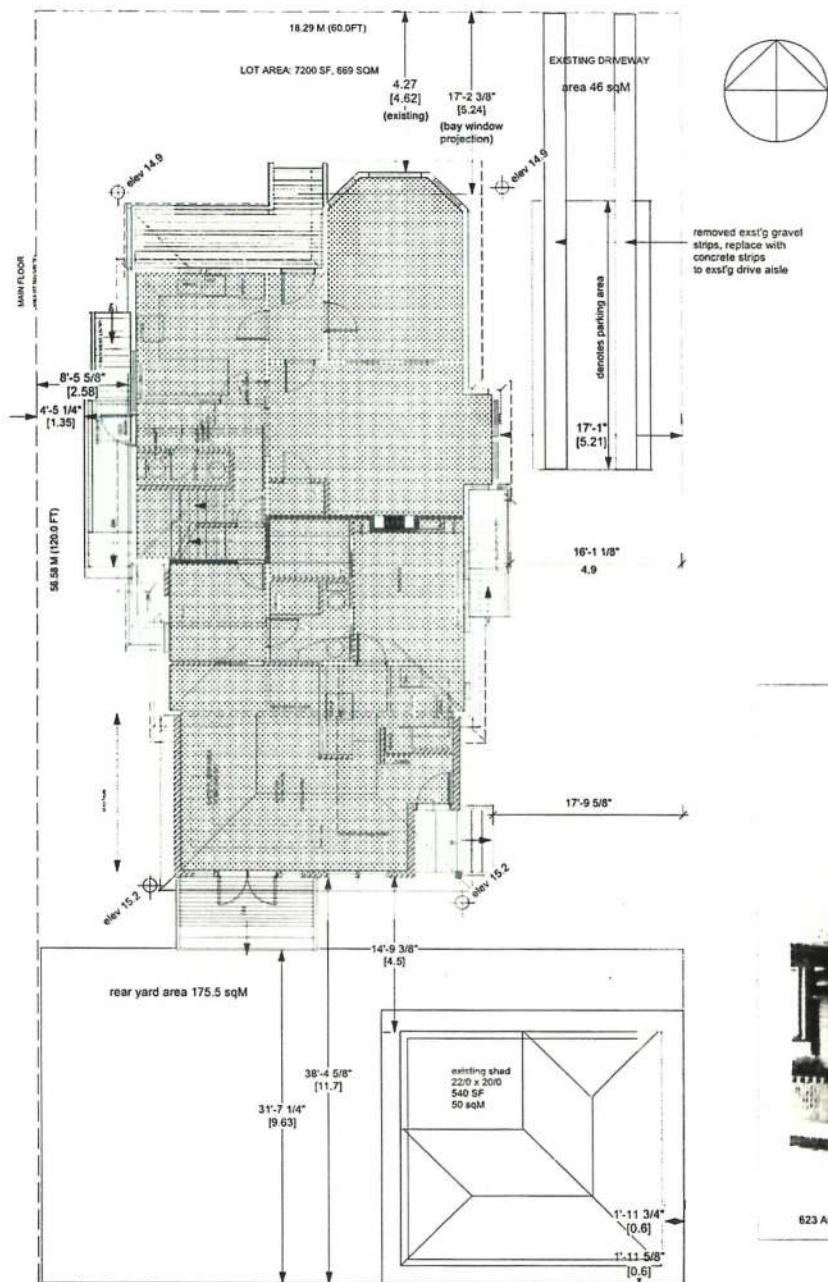 18.29 M (60.0FT)
LOT AREA: 7200 SF, 669 SQM
4.27
[4.62]
(existing)
17'-2 3/8"
[5.24]
(bay window
projection)
EXISTING DRIVEWAY
area 46 sqM
elev 14.9
elev 14.9
removed exst'g gravel
strips, replace with
concrete strips
to exst'g drive aisle
denotes parking area
MAIN FLOOR
8'-5 5/8"
[2.58]
4'-5 1/4"
[1.35]
17'-1"
[5.21]
56.58 M (120.0 FT)
16'-1 1/8"
4.9
17'-9 5/8"
elev 15.2
elev 15.2
14'-9 3/8"
[4.5]
rear yard area 175.5 sqM
38'-4 5/8"
[11.7]
31'-7 1/4"
[9.63]
existing shed
22/0 x 20/0
540 SF
50 sqM
1'-11 3/4"
[0.6]
1'-11 5/8"
[0.6]
623 A